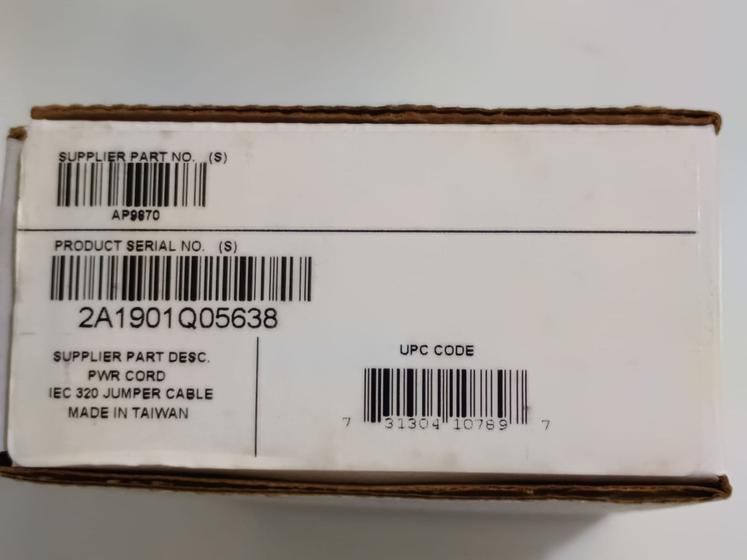 SUPPLIER PART NO. (S)
AP9870
PRODUCT SERIAL NO. (S)
2A1901Q05638
SUPPLIER PART DESC.
PWR CORD
IEC 320 JUMPER CABLE
MADE IN TAIWAN
UPC CODE
7 31304 10769 7